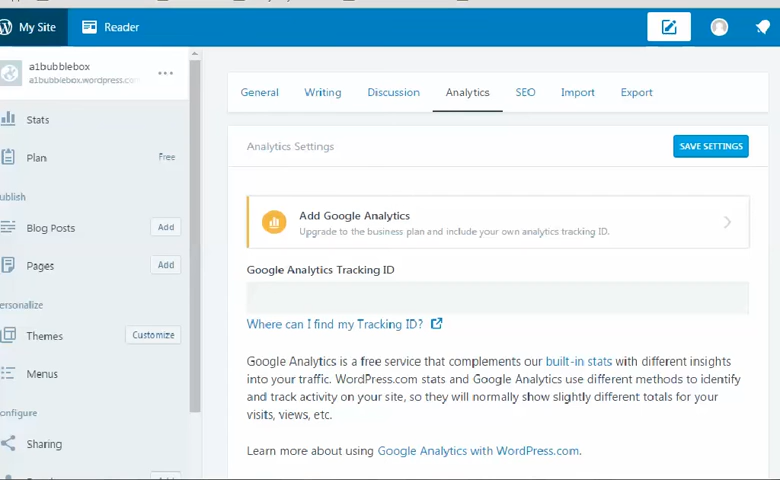 My Site
Reader
a1bubblebox
a1bubblebox.wordpress.co
Stats
Plan
Free
ublish
Blog Posts
Add
Pages
Add
ersonalize
Themes
Customize
Menus
onfigure
Sharing
General
Writing
Discussion
Analytics
SEO
Import
Export
Analytics Settings
SAVE SETTINGS
Add Google Analytics
Upgrade to the business plan and include your own analytics tracking ID.
Google Analytics Tracking ID
Where can I find my Tracking ID?
Google Analytics is a free service that complements our built-in stats with different insights
into your traffic. WordPress.com stats and Google Analytics use different methods to identify
and track activity on your site, so they will normally show slightly different totals for your
visits, views, etc.
Learn more about using Google Analytics with WordPress.com.